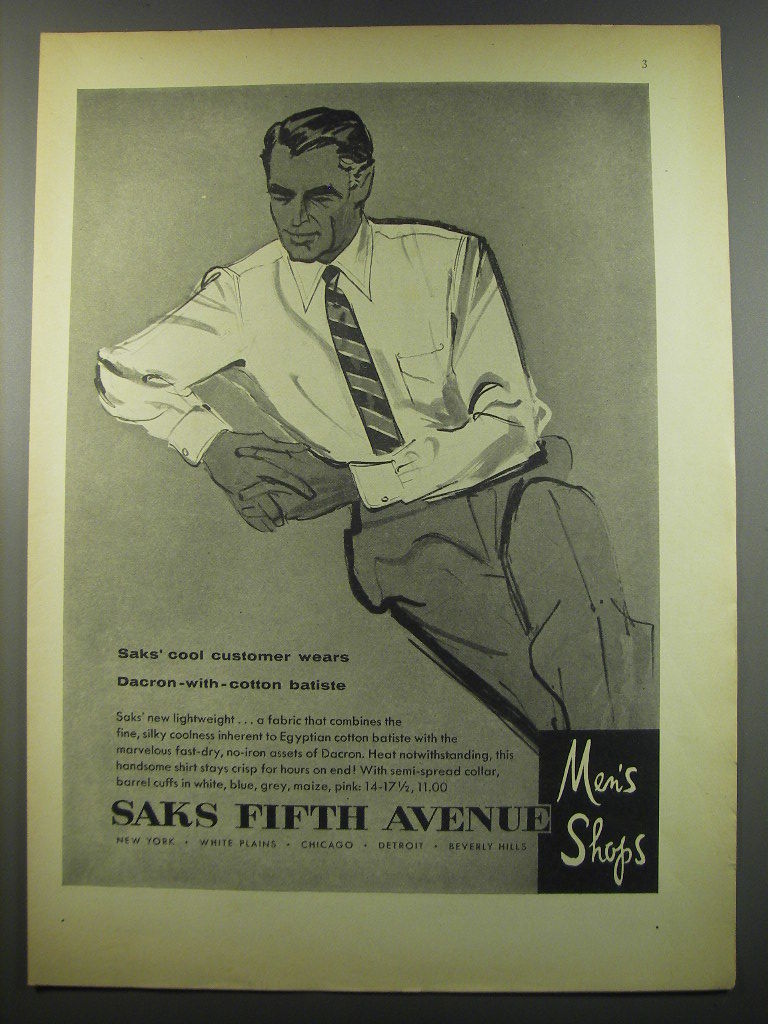 3
Saks' cool customer wears
Dacron-with-cotton batiste
Saks' new lightweight . . . a fabric that combines the
fine, silky coolness inherent to Egyptian cotton batiste with the
marvelous fast-dry, no-iron assets of Dacron. Heat notwithstanding, this
handsome shirt stays crisp for hours on end! With semi-spread collar,
barrel cuffs in white, blue, grey, maize, pink: 14-17½, 11.00
SAKS FIFTH AVENUE
NEW YORK • WHITE PLAINS • CHICAGO • DETROIT • BEVERLY HILLS
Men's
Shops